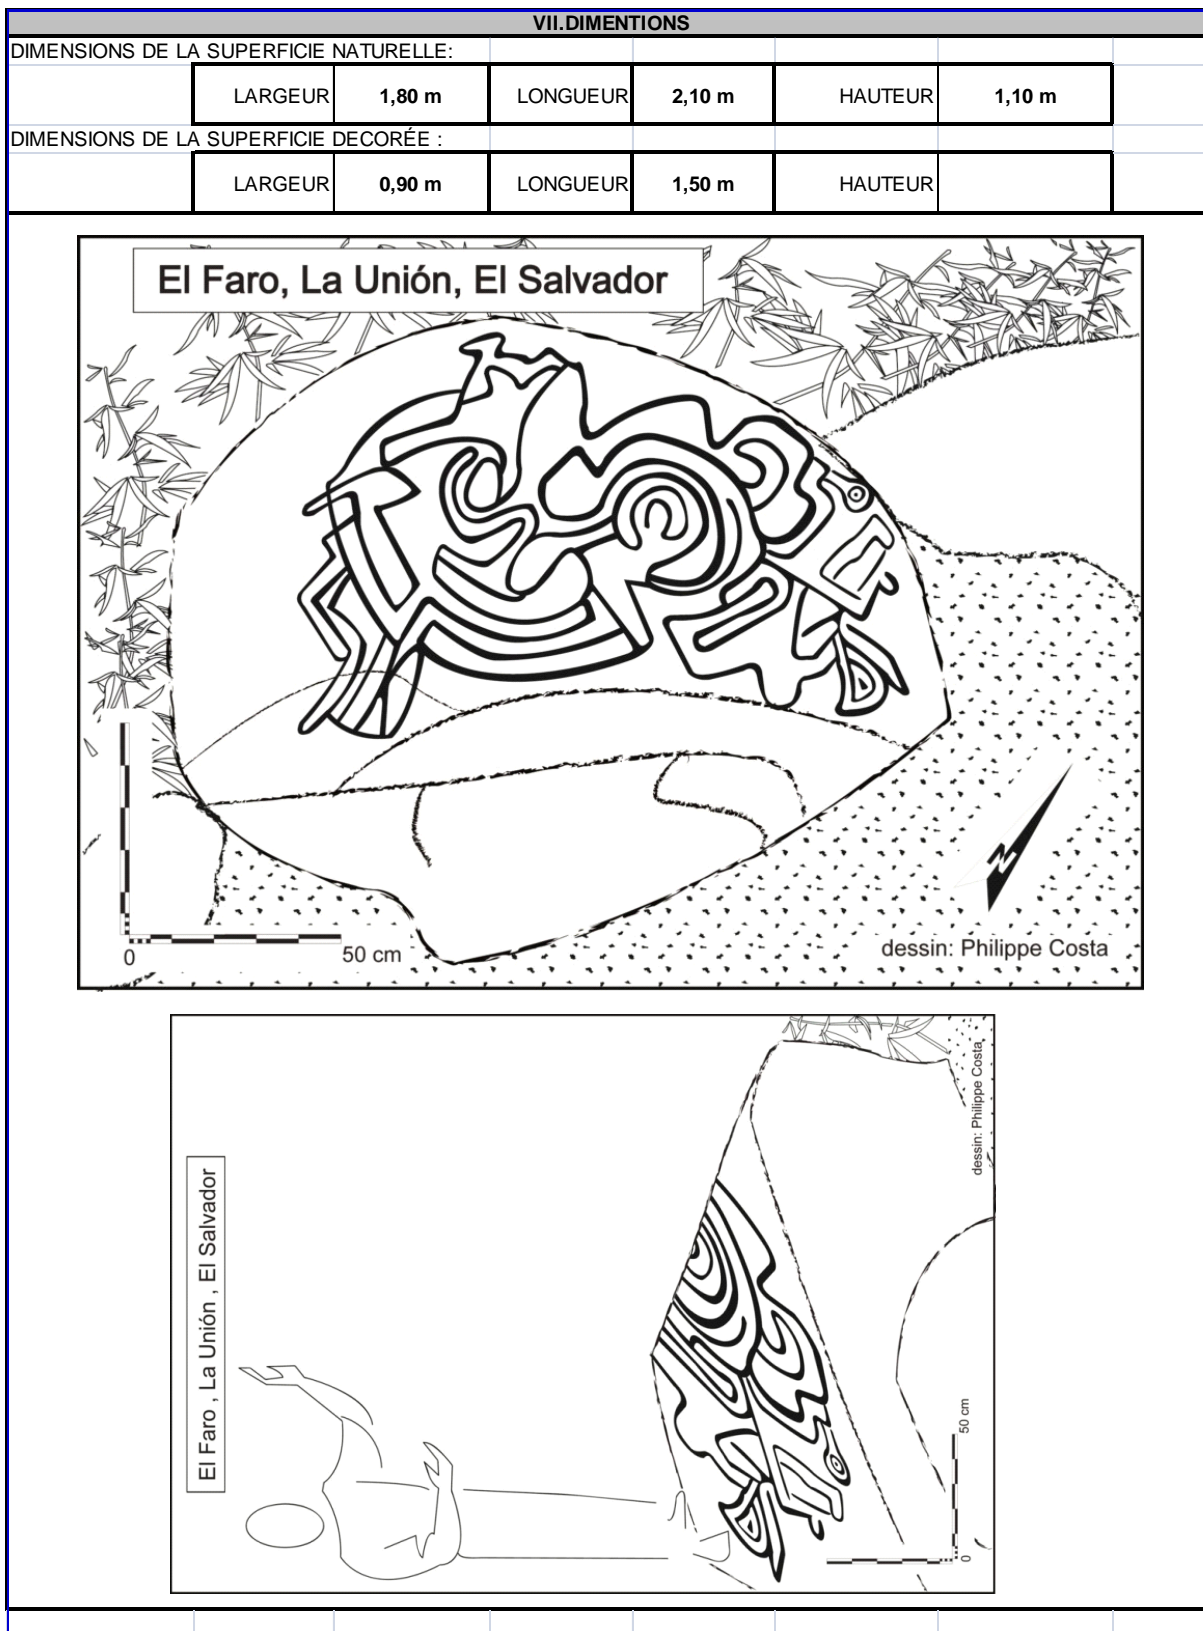 VII.DIMENTIONS
DIMENSIONS DE LA SUPERFICIE NATURELLE:
LARGEUR 1,80 m LONGUEUR 2,10 m HAUTEUR 1,10 m
DIMENSIONS DE LA SUPERFICIE DECORÉE :
LARGEUR 0,90 m LONGUEUR 1,50 m HAUTEUR
El Faro, La Unión, El Salvador
N
0 50 cm
dessin: Philippe Costa
El Faro , La Unión , El Salvador
dessin: Philippe Costa
50 cm
0